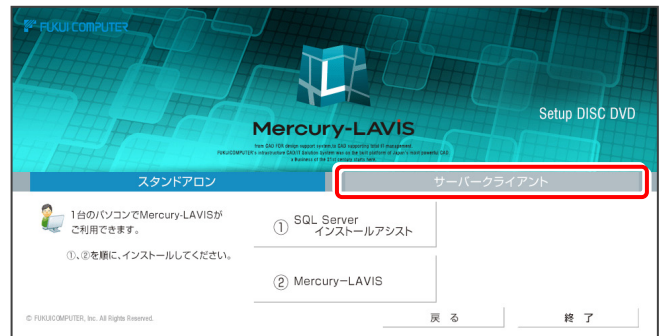 FUKUI COMPUTER
Mercury-LAVIS
Setup DISC DVD
スタンドアロン
サーバークライアント
1台のパソコンでMercury-LAVISが
ご利用できます。
①、②を順に、インストールしてください。
① SQL Server
インストールアシスト
② Mercury−LAVIS
© FUKUICOMPUTER, Inc. All Rights Reserved.
戻 る
終 了